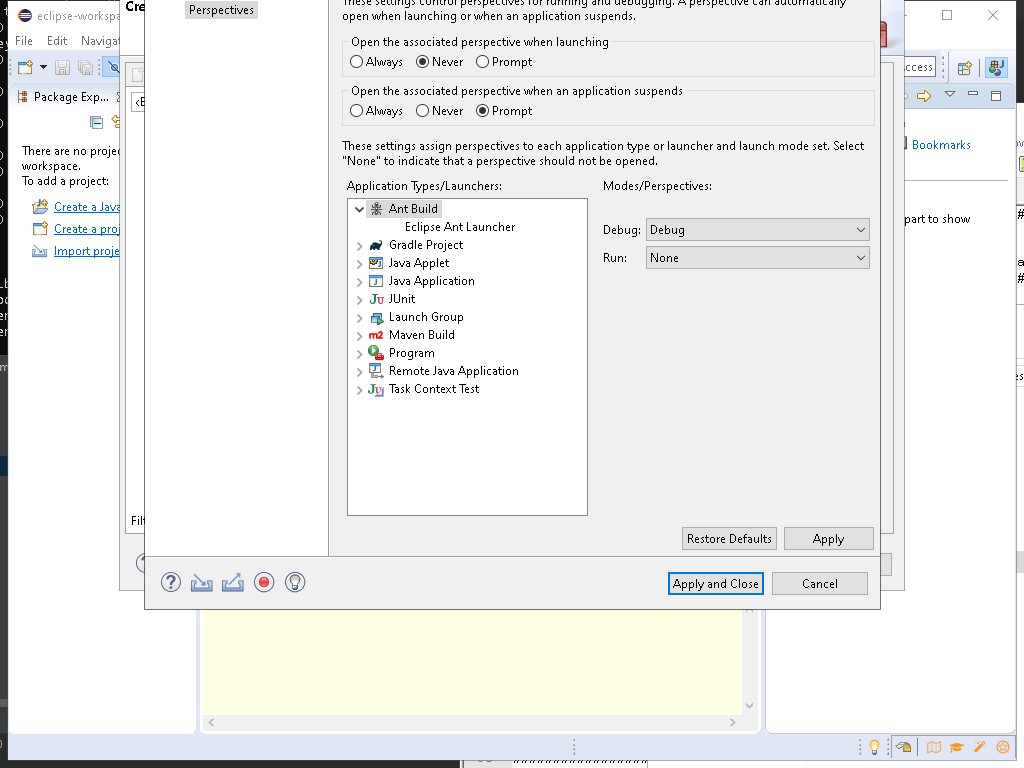 eclipse-workspa
Cre
Perspectives
These settings control perspectives for running and debugging. A perspective can automatically
open when launching or when an application suspends.
File Edit Navigat
Open the associated perspective when launching
Always Never Prompt
Open the associated perspective when an application suspends
Always Never Prompt
ccess
Package Exp...
<E
There are no proje
workspace.
To add a project:
Create a Java
Create a proj
Import proje
These settings assign perspectives to each application type or launcher and launch mode set. Select
"None" to indicate that a perspective should not be opened.
Application Types/Launchers:
Ant Build
Eclipse Ant Launcher
Gradle Project
Java Applet
Java Application
JUnit
Launch Group
Maven Build
Program
Remote Java Application
Task Context Test
Modes/Perspectives:
Debug: Debug
Run: None
Bookmarks
part to show
Filt
Restore Defaults Apply
Apply and Close Cancel